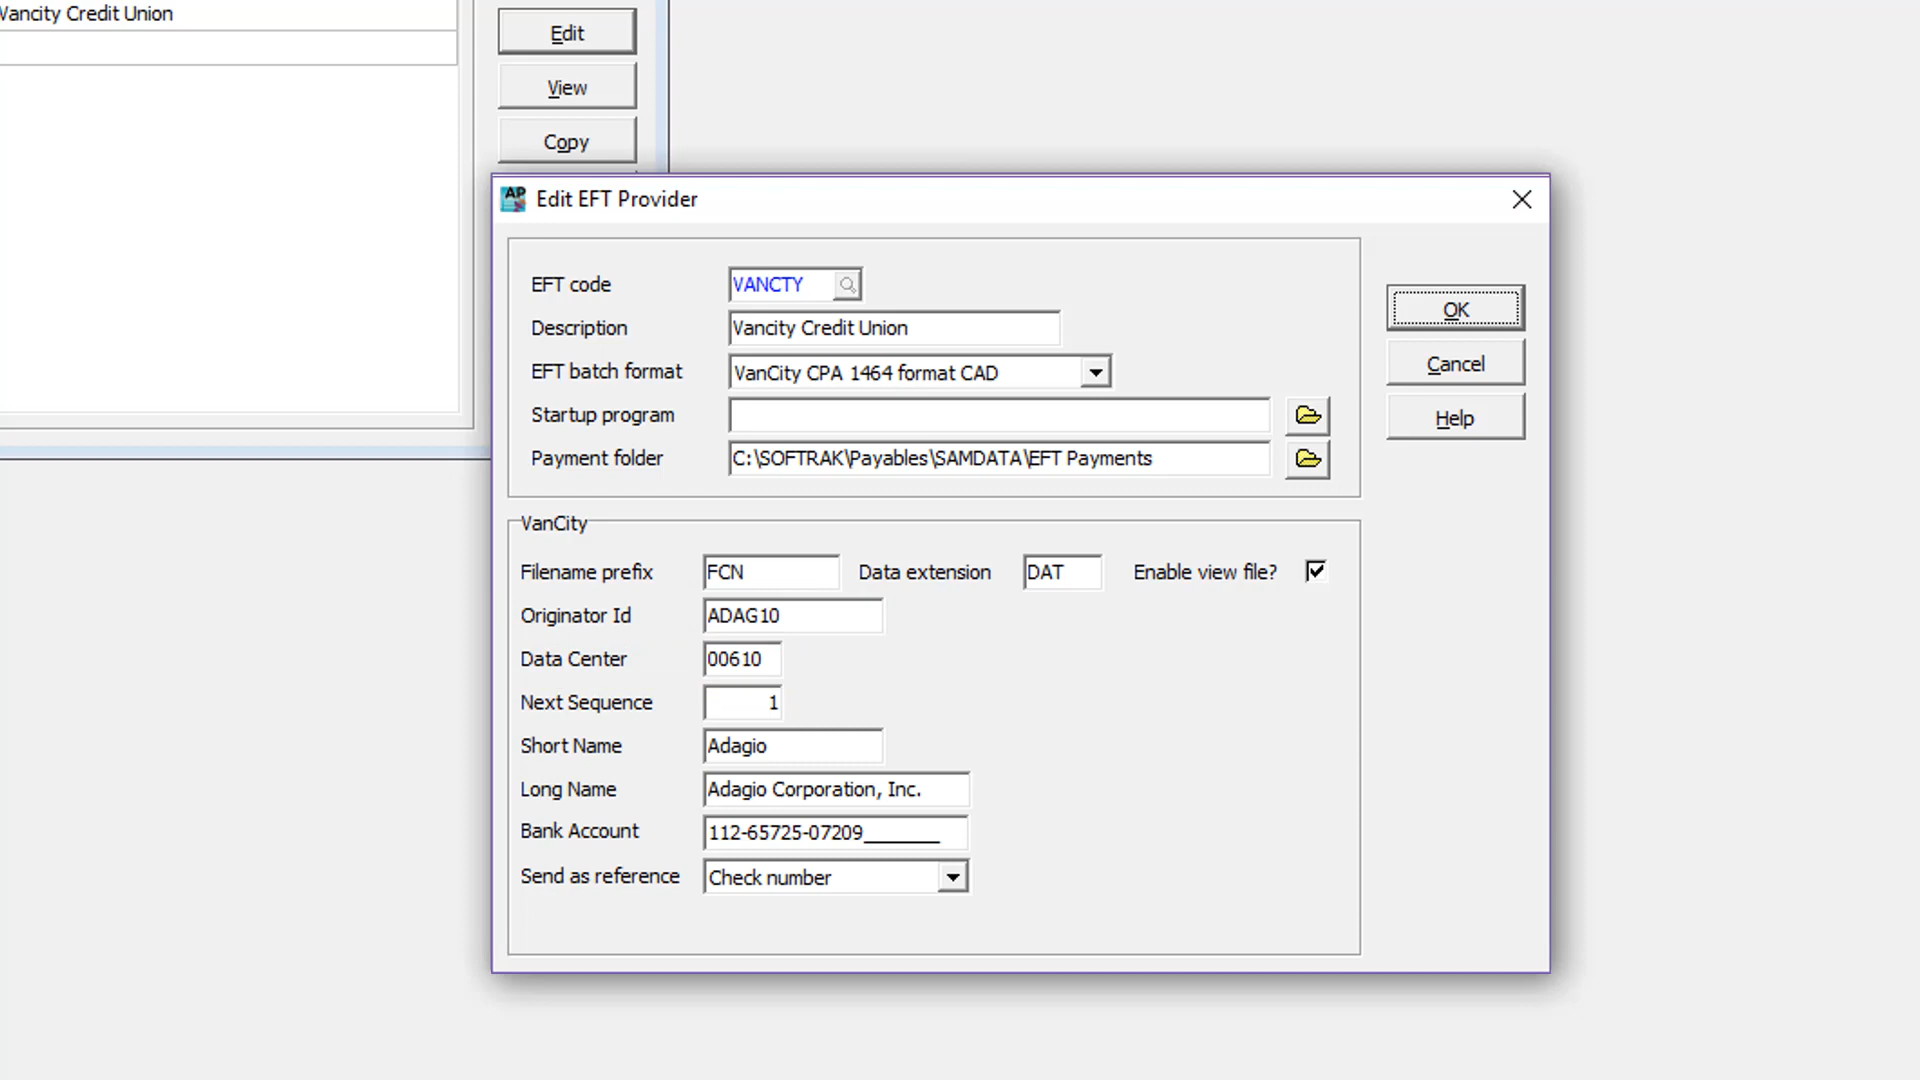 Vancity Credit Union
Edit
View
Copy
AP Edit EFT Provider
EFT code VANCTY
Description Vancity Credit Union
EFT batch format VanCity CPA 1464 format CAD
Startup program
Payment folder C:\SOFTRAK\Payables\SAMDATA\EFT Payments
OK
Cancel
Help
VanCity
Filename prefix FCN Data extension DAT Enable view file?
Originator Id ADAG10
Data Center 00610
Next Sequence 1
Short Name Adagio
Long Name Adagio Corporation, Inc.
Bank Account 112-65725-07209_______
Send as reference Check number